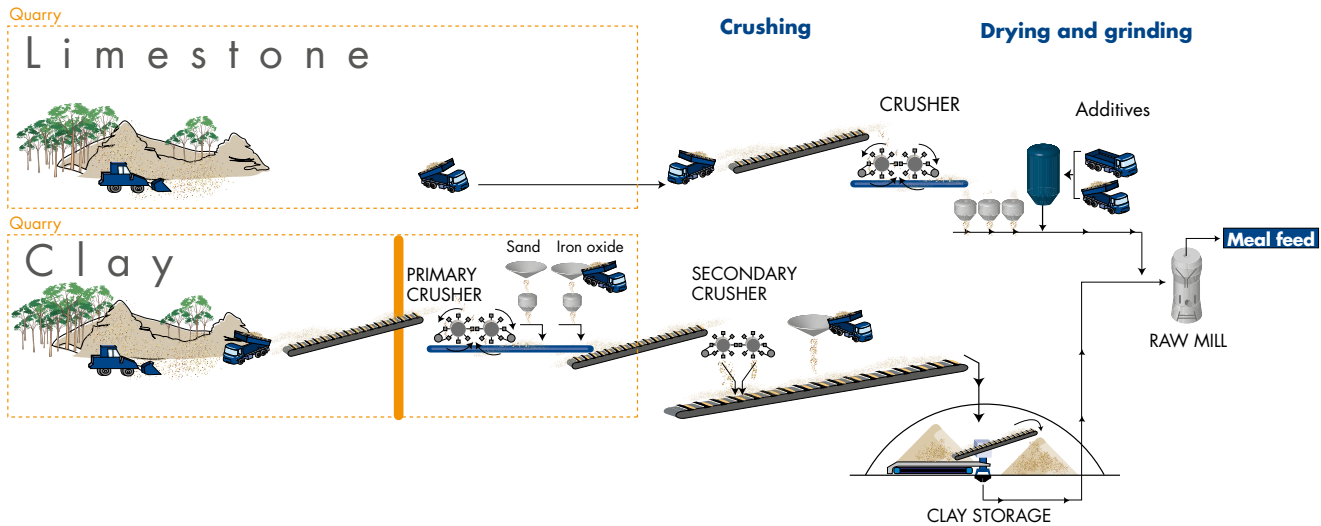 Quarry
Limestone
Crushing
Drying and grinding
CRUSHER
Additives
Quarry
Clay
PRIMARY
CRUSHER
Sand
Iron oxide
SECONDARY
CRUSHER
Meal feed
RAW MILL
CLAY STORAGE